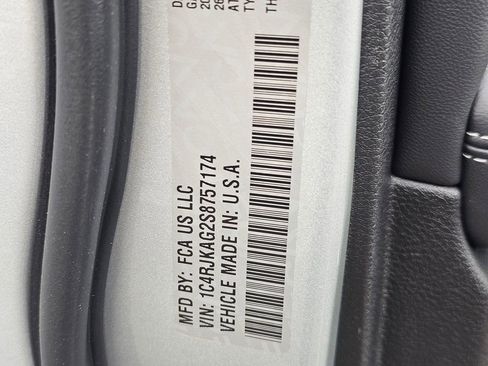 MFD BY: FCA US LLC
VIN: 1C4RJKAG2S8757174
VEHICLE MADE IN: U.S.A.